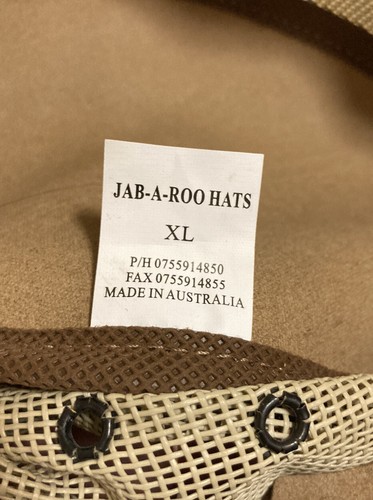 JAB-A-ROO HATS
XL
P/H 0755914850
FAX 0755914855
MADE IN AUSTRALIA